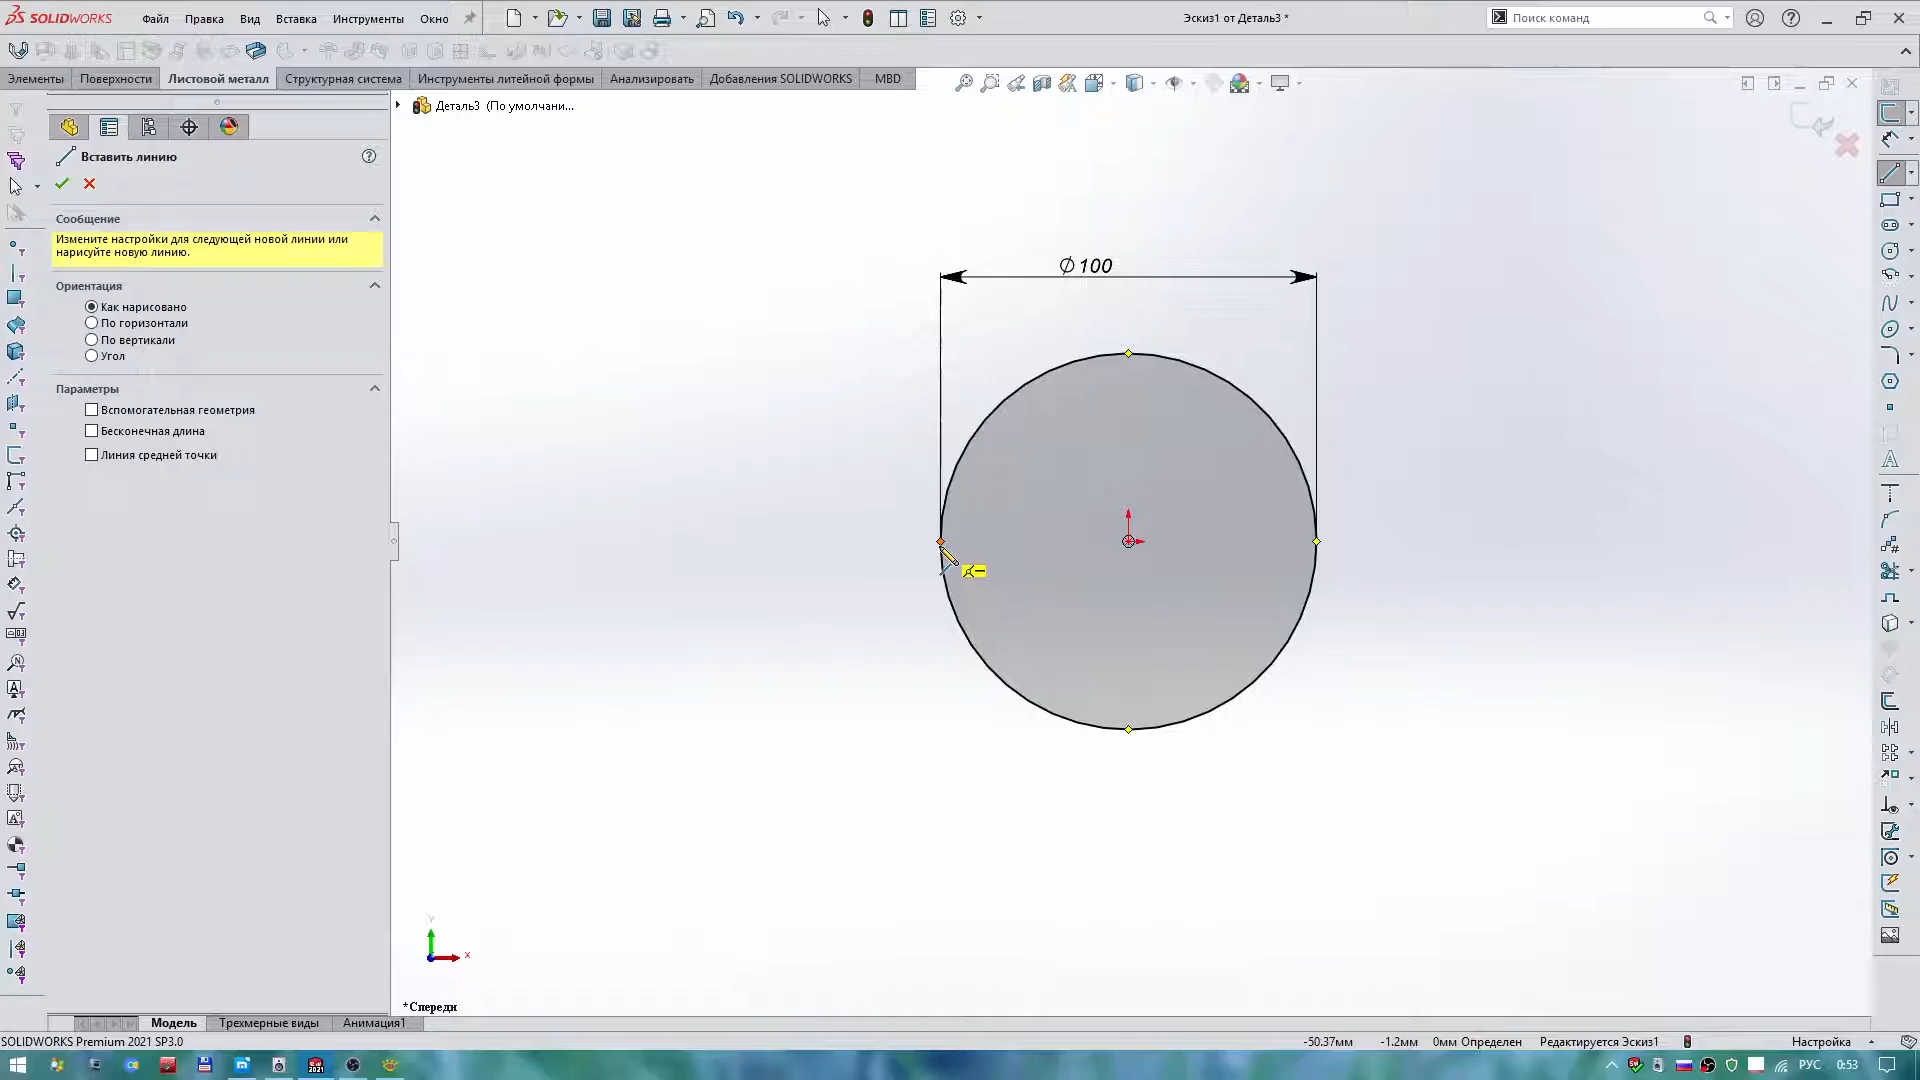 SOLIDWORKS Файл Правка Вид Вставка Инструменты Окно Эскиз1 от Деталь3 * Поиск команд
Элементы Поверхности Листовой металл Структурная система Инструменты литейной формы Анализировать Добавления SOLIDWORKS MBD
Деталь3 (По умолчани...
Вставить линию
Сообщение
Измените настройки для следующей новой линии или
нарисуйте новую линию.
Ориентация
Как нарисовано
По горизонтали
По вертикали
Угол
Параметры
Вспомогательная геометрия
Бесконечная длина
Линия средней точки
∅100
Y
X
*Спереди
Модель Трехмерные виды Анимация1
SOLIDWORKS Premium 2021 SP3.0 -50.37мм -1.2мм 0мм Определен Редактируется Эскиз1 Настройка
РУС 0:53